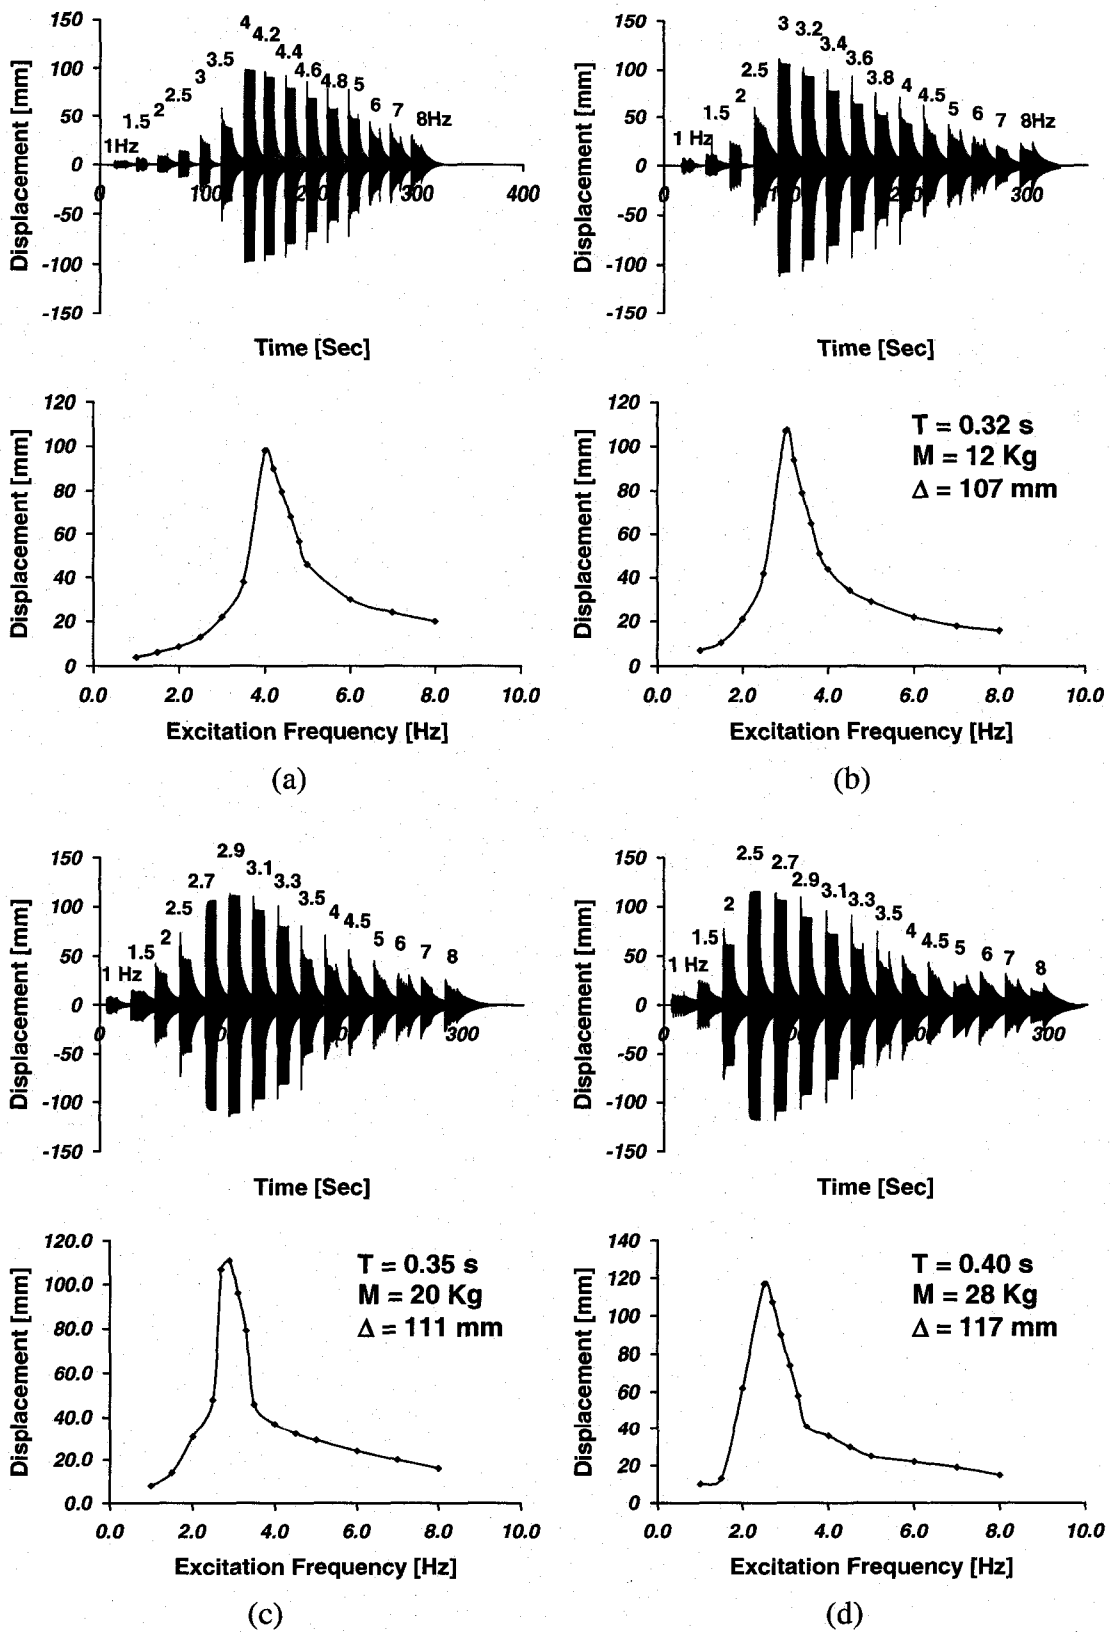 150
100
50
0
-50
-100
-150
Displacement [mm]
1Hz 1.5 2 2.5 3 3.5 4 4.2 4.4 4.6 4.8 5 6 7 8Hz
0 100 200 300 400
Time [Sec]
150
100
50
0
-50
-100
-150
Displacement [mm]
1 Hz 1.5 2 2.5 3 3.2 3.4 3.6 3.8 4 4.5 5 6 7 8Hz
0 100 200 300
Time [Sec]
120
100
80
60
40
20
0
Displacement [mm]
0.0 2.0 4.0 6.0 8.0 10.0
Excitation Frequency [Hz]
(a)
120
100
80
60
40
20
0
Displacement [mm]
T = 0.32 s
M = 12 Kg
Δ = 107 mm
0.0 2.0 4.0 6.0 8.0 10.0
Excitation Frequency [Hz]
(b)
150
100
50
0
-50
-100
-150
Displacement [mm]
1 Hz 1.5 2 2.5 2.7 2.9 3.1 3.3 3.5 4 4.5 5 6 7 8
0 300
Time [Sec]
150
100
50
0
-50
-100
-150
Displacement [mm]
1 Hz 1.5 2 2.5 2.7 2.9 3.1 3.3 3.5 4 4.5 5 6 7 8
0 300
Time [Sec]
120.0
100.0
80.0
60.0
40.0
20.0
0.0
Displacement [mm]
T = 0.35 s
M = 20 Kg
Δ = 111 mm
0.0 2.0 4.0 6.0 8.0 10.0
Excitation Frequency [Hz]
(c)
140
120
100
80
60
40
20
0
Displacement [mm]
T = 0.40 s
M = 28 Kg
Δ = 117 mm
0.0 2.0 4.0 6.0 8.0 10.0
Excitation Frequency [Hz]
(d)